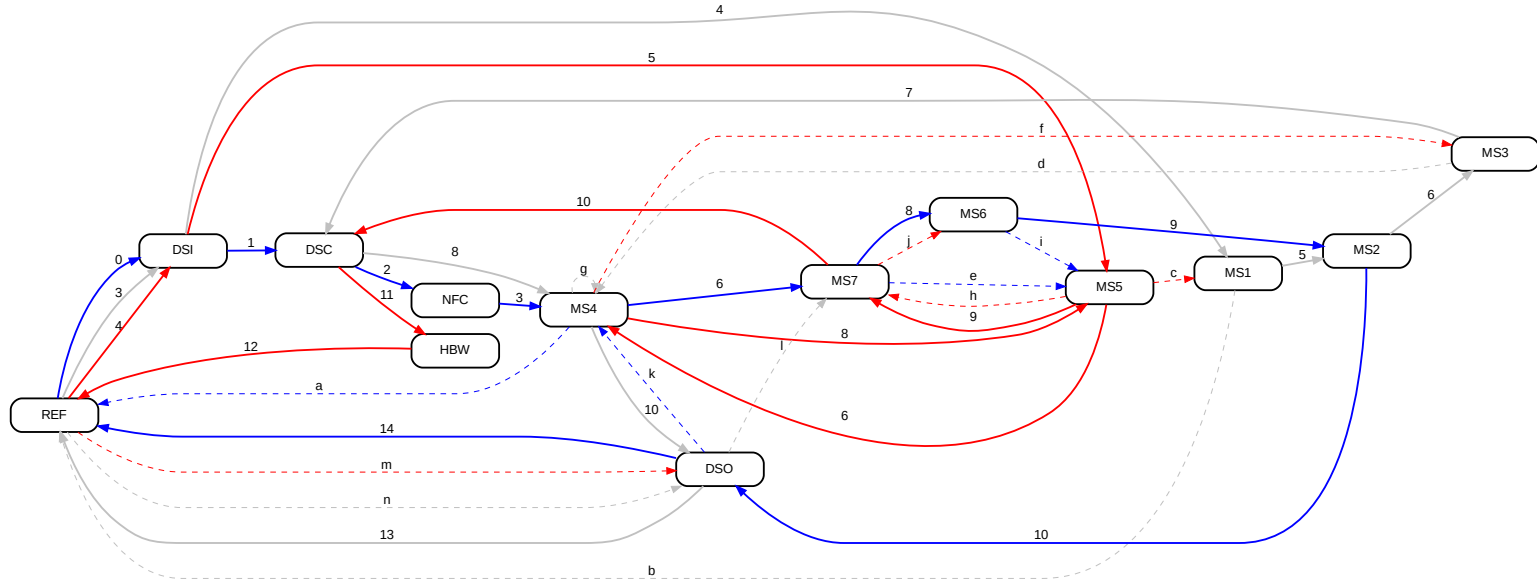 4
5
7
f
MS3
d
6
10
8
MS6
j
9
i
MS2
0
DSI
1
DSC
8
2
g
5
3
11
NFC
3
MS4
6
MS7
e
h
9
MS5
c
MS1
4
12
HBW
8
l
k
a
REF
10
6
14
m
DSO
n
13
10
b